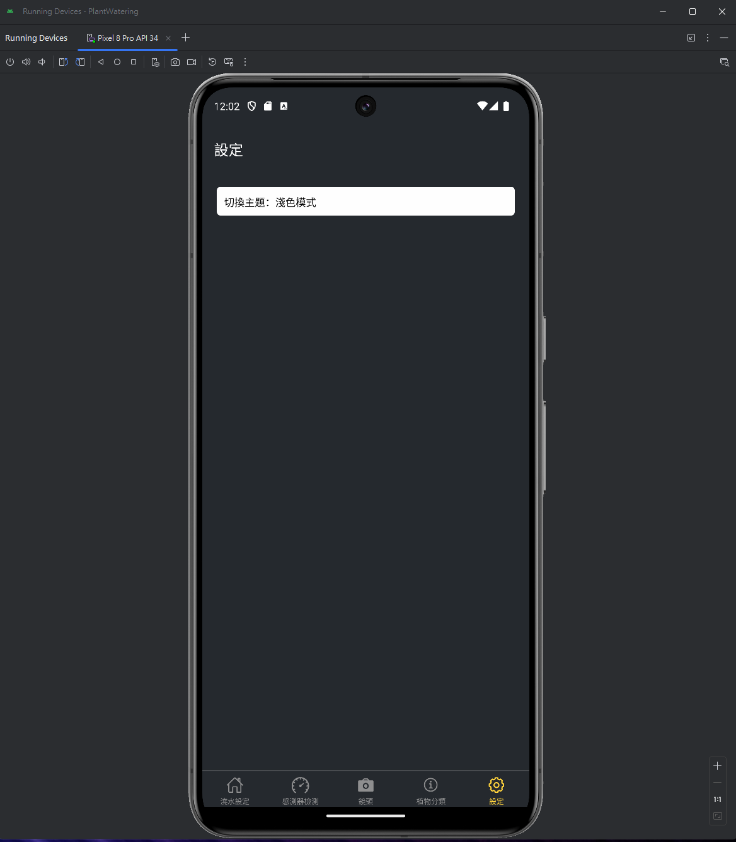 Running Devices - PlantWatering
Running Devices
Pixel 8 Pro API 34
12:02
A
設定
切換主題: 淺色模式
澆水設定
感測器檢測
鏡頭
植物分類
設定
1:1